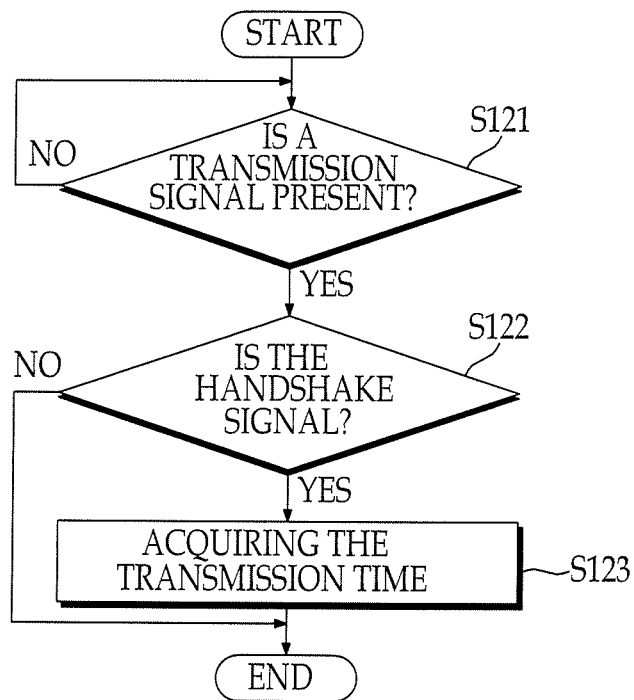 START
IS A
TRANSMISSION
SIGNAL PRESENT?
S121
NO
YES
IS THE
HANDSHAKE
SIGNAL?
S122
NO
YES
ACQUIRING THE
TRANSMISSION TIME
S123
END